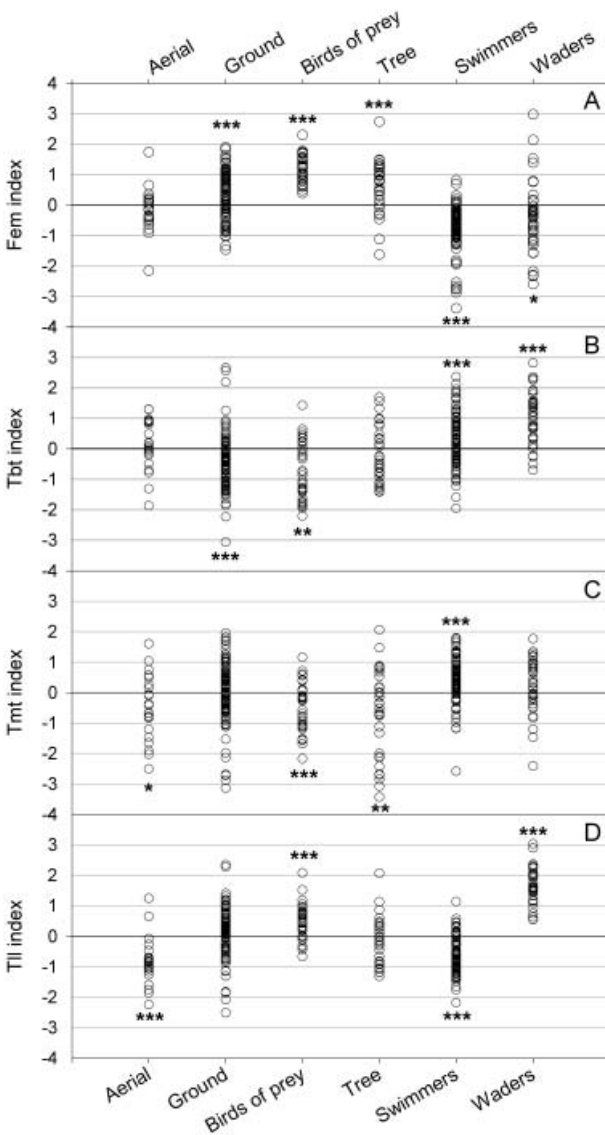 Aerial Ground Birds of prey Tree Swimmers Waders
4 A
3 *** *** ***
2
1
0
-1
-2
-3 *
-4 ***
Fem index
B
3 *** ***
2
1
0
-1
-2
-3 **
-4 ***
Tbt index
C
3
2 ***
1
0
-1
-2
-3 * ***
-4 **
Tmt index
D
3 *** ***
2
1
0
-1
-2
-3 *** ***
-4
Tll index
Aerial Ground Birds of prey Tree Swimmers Waders